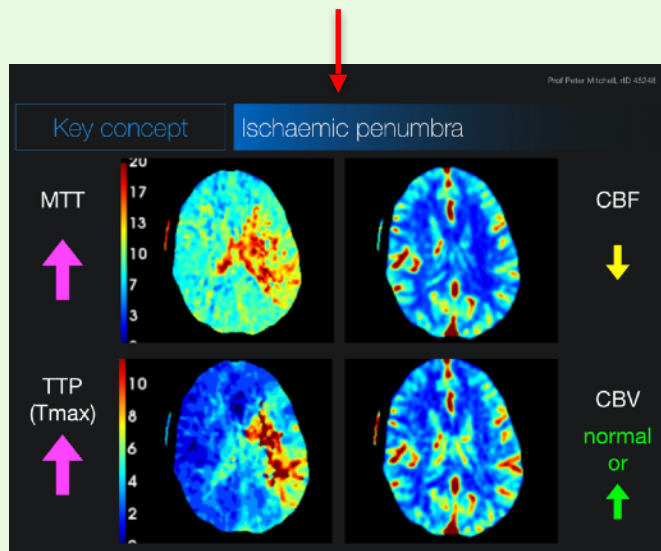 Prof Peter Mitchell, rID 45248
Key concept
Ischaemic penumbra
MTT
20
17
13
10
7
3
CBF
TTP
(Tmax)
10
8
6
4
2
0
CBV
normal
or